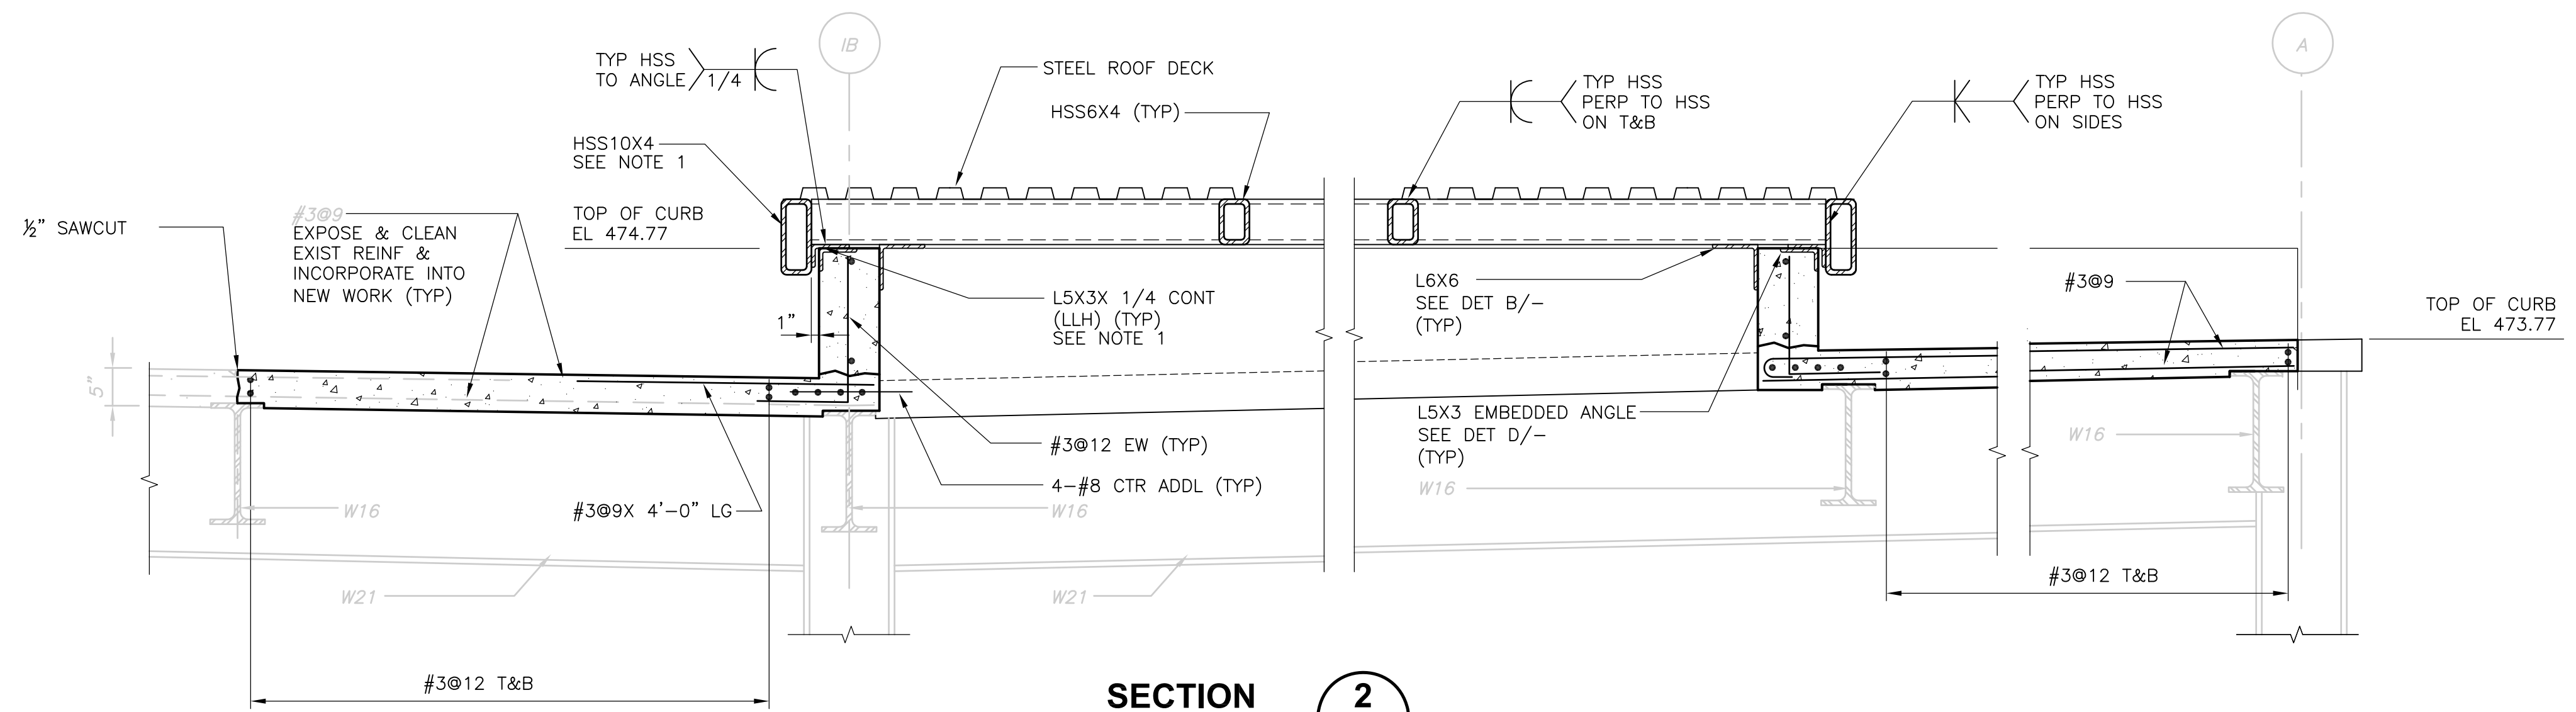 IB
A
TYP HSS
TO ANGLE
1/4
STEEL ROOF DECK
HSS6X4 (TYP)
TYP HSS
PERP TO HSS
ON T&B
TYP HSS
PERP TO HSS
ON SIDES
HSS10X4
SEE NOTE 1
½" SAWCUT
#3@9
EXPOSE & CLEAN
EXIST REINF &
INCORPORATE INTO
NEW WORK (TYP)
TOP OF CURB
EL 474.77
1"
L5X3X 1/4 CONT
(LLH) (TYP)
SEE NOTE 1
L6X6
SEE DET B/-
(TYP)
#3@9
TOP OF CURB
EL 473.77
5"
L5X3 EMBEDDED ANGLE
SEE DET D/-
(TYP)
W16
#3@12 EW (TYP)
4-#8 CTR ADDL (TYP)
W16
#3@9X 4'-0" LG
W16
W16
W21
W21
#3@12 T&B
#3@12 T&B
SECTION
2